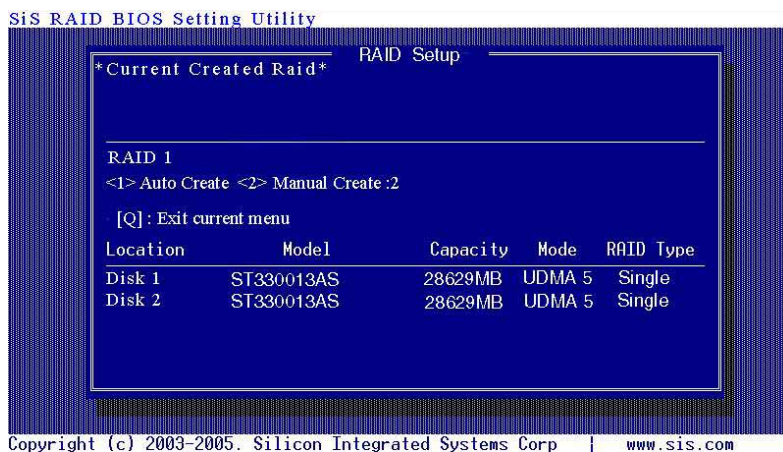 SiS RAID BIOS Setting Utility
RAID Setup
*Current Created Raid*
RAID 1
<1> Auto Create <2> Manual Create :2
[Q] : Exit current menu
Location Model Capacity Mode RAID Type
Disk 1 ST330013AS 28629MB UDMA 5 Single
Disk 2 ST330013AS 28629MB UDMA 5 Single
Copyright (c) 2003-2005. Silicon Integrated Systems Corp | www.sis.com